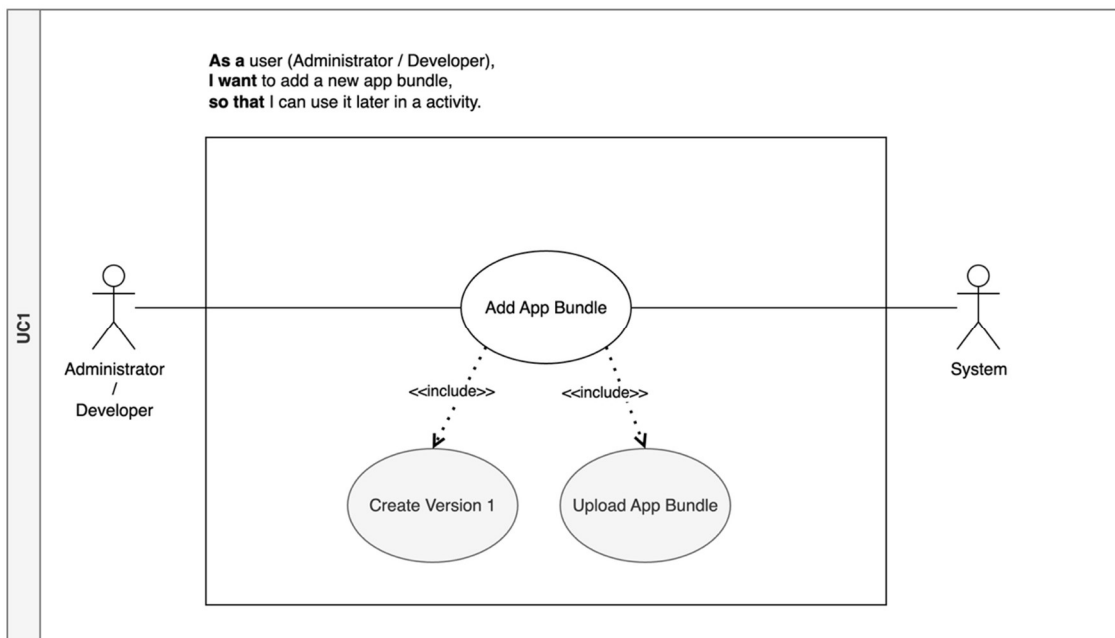 As a user (Administrator / Developer),
I want to add a new app bundle,
so that I can use it later in a activity.
UC1
Add App Bundle
Administrator
/
Developer
System
<<include>>
<<include>>
Create Version 1
Upload App Bundle